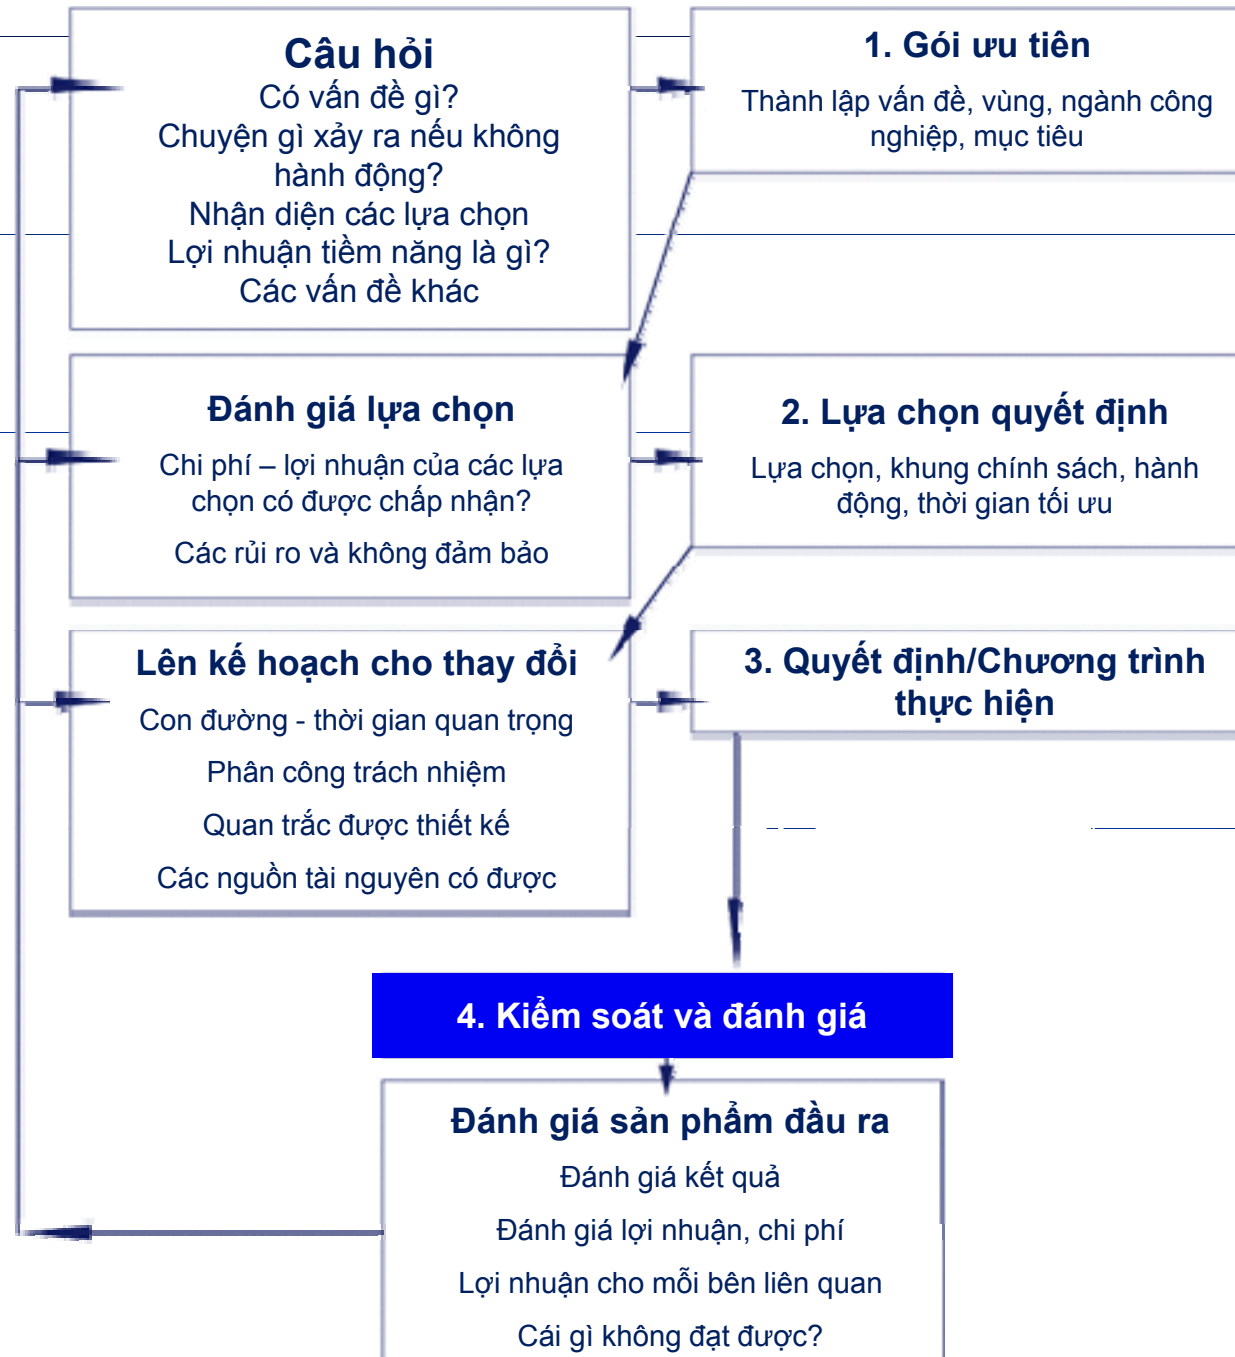 Câu hỏi
Có vấn đề gì?
Chuyện gì xảy ra nếu không
hành động?
Nhận diện các lựa chọn
Lợi nhuận tiềm năng là gì?
Các vấn đề khác
1. Gói ưu tiên
Thành lập vấn đề, vùng, ngành công
nghiệp, mục tiêu
Đánh giá lựa chọn
Chi phí – lợi nhuận của các lựa
chọn có được chấp nhận?
Các rủi ro và không đảm bảo
2. Lựa chọn quyết định
Lựa chọn, khung chính sách, hành
động, thời gian tối ưu
Lên kế hoạch cho thay đổi
Con đường - thời gian quan trọng
Phân công trách nhiệm
Quan trắc được thiết kế
Các nguồn tài nguyên có được
3. Quyết định/Chương trình
thực hiện
4. Kiểm soát và đánh giá
Đánh giá sản phẩm đầu ra
Đánh giá kết quả
Đánh giá lợi nhuận, chi phí
Lợi nhuận cho mỗi bên liên quan
Cái gì không đạt được?